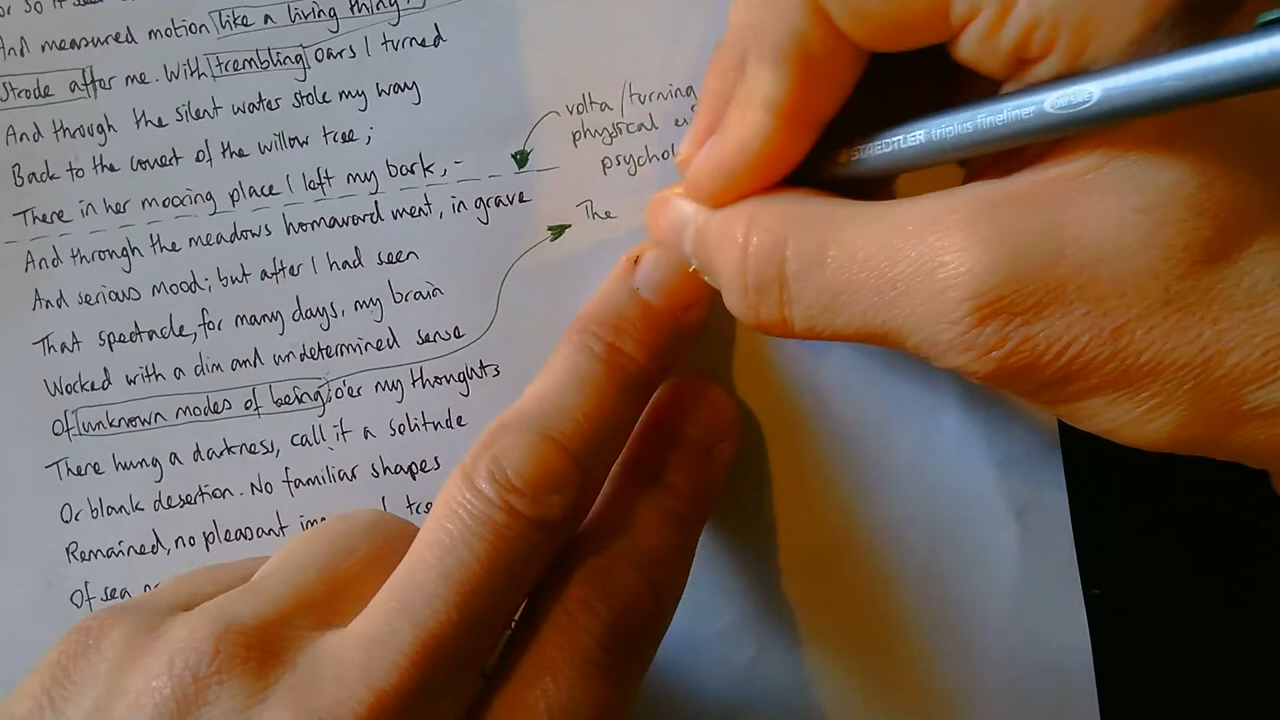 or so it
And measured motion like a living thing,
Strode after me. With trembling oars I turned
And through the silent water stole my way
Back to the covert of the willow tree;
There in her mooring place I left my bark,-
And through the meadows homeward went, in grave
And serious mood; but after I had seen
That spectacle, for many days, my brain
Worked with a dim and undetermined sense
Of unknown modes of being; o'er my thoughts
There hung a darkness, call it a solitude
Or blank desertion. No familiar shapes
Remained, no pleasant
Of sea
volta/turning
physical
psychol
The
STAEDTLER triplus fineliner